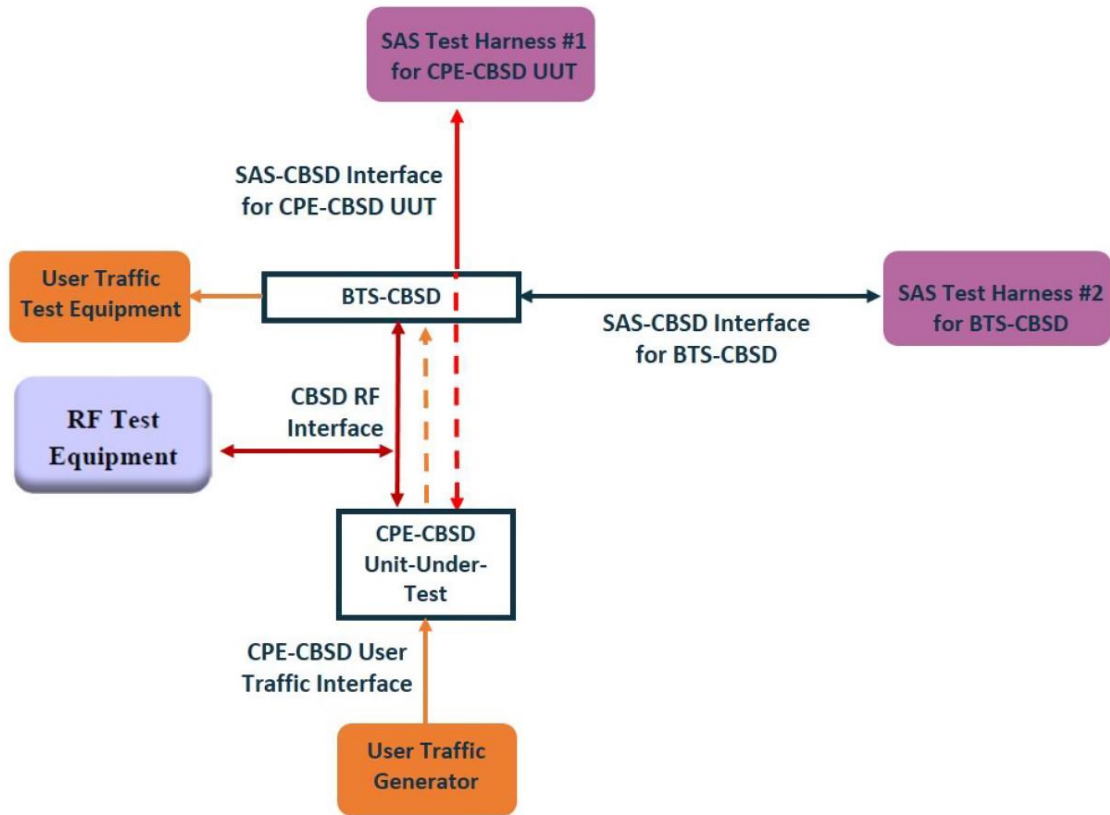 SAS Test Harness #1
for CPE-CBSD UUT
SAS-CBSD Interface
for CPE-CBSD UUT
User Traffic
Test Equipment
BTS-CBSD
SAS Test Harness #2
for BTS-CBSD
SAS-CBSD Interface
for BTS-CBSD
RF Test
Equipment
CBSD RF
Interface
CPE-CBSD
Unit-Under-
Test
CPE-CBSD User
Traffic Interface
User Traffic
Generator